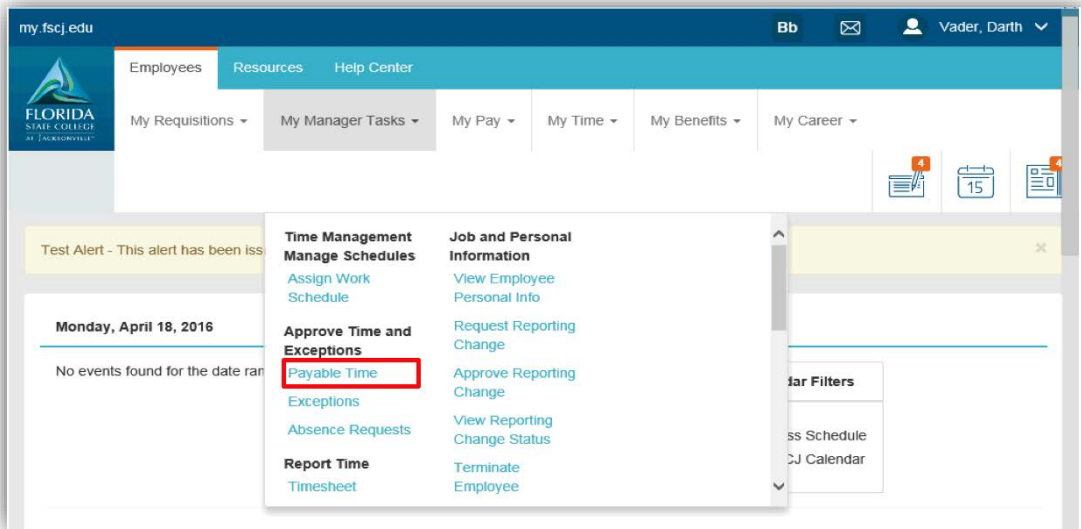 my.fscj.edu
Bb
Vader, Darth
Employees
Resources
Help Center
FLORIDA
STATE COLLEGE
AT JACKSONVILLE
My Requisitions
My Manager Tasks
My Pay
My Time
My Benefits
My Career
4
15
4
Test Alert - This alert has been iss
×
Monday, April 18, 2016
No events found for the date ran
Time Management
Manage Schedules
Assign Work
Schedule
Approve Time and
Exceptions
Payable Time
Exceptions
Absence Requests
Report Time
Timesheet
Job and Personal
Information
View Employee
Personal Info
Request Reporting
Change
Approve Reporting
Change
View Reporting
Change Status
Terminate
Employee
dar Filters
ss Schedule
CJ Calendar